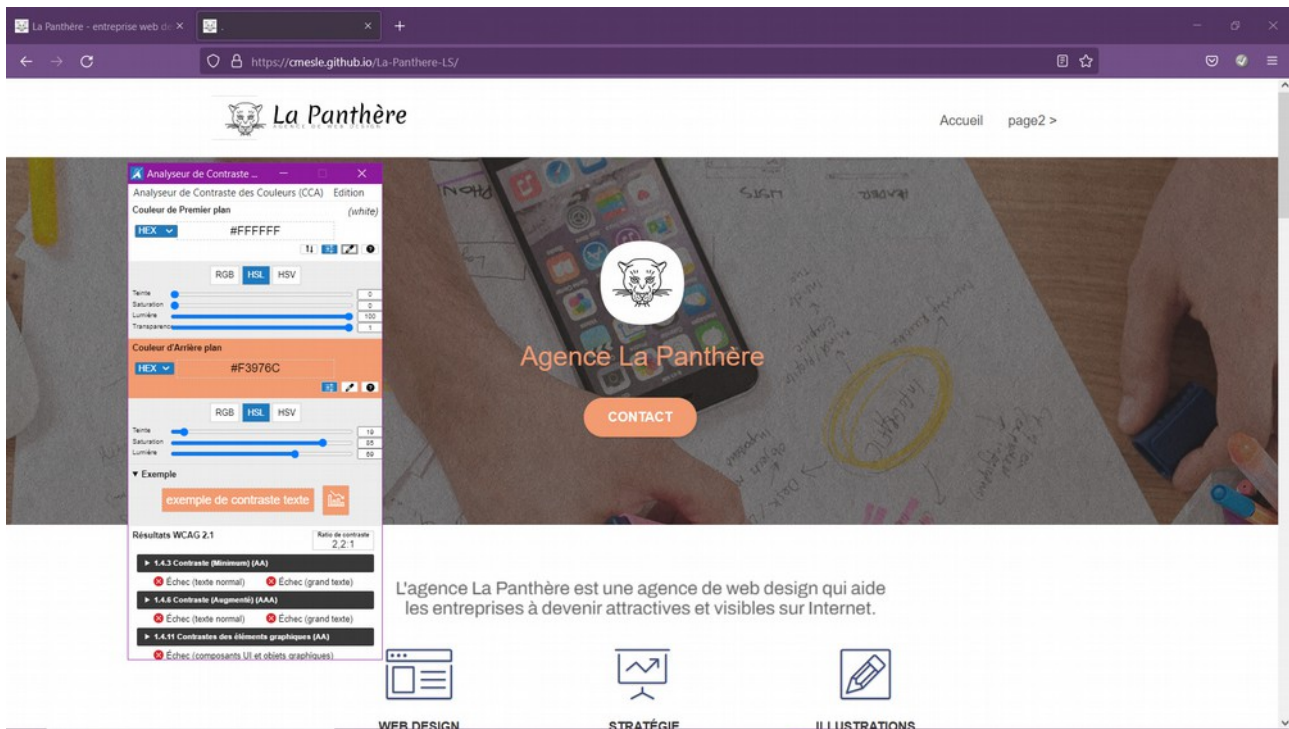 La Panthère - entreprise web de
.
https://cmesle.github.io/La-Panthere-LS/
La Panthère
AGENCE DE WEB DESIGN
Accueil page2 >
Analyseur de Contraste ...
Analyseur de Contraste des Couleurs (CCA) Edition
Couleur de Premier plan (white)
HEX #FFFFFF
RGB HSL HSV
Teinte 0
Saturation 0
Lumière 100
Transparence 1
Couleur d'Arrière plan
HEX #F3976C
RGB HSL HSV
Teinte 19
Saturation 85
Lumière 69
▼ Exemple
exemple de contraste texte
Résultats WCAG 2.1
Ratio de contraste
2,2:1
1.4.3 Contraste (Minimum) (AA)
Échec (texte normal) Échec (grand texte)
1.4.6 Contraste (Augmenté) (AAA)
Échec (texte normal) Échec (grand texte)
1.4.11 Contrastes des éléments graphiques (AA)
Échec (composants UI et objets graphiques)
HEADER
Agence La Panthère
CONTACT
L'agence La Panthère est une agence de web design qui aide
les entreprises à devenir attractives et visibles sur Internet.
WEB DESIGN STRATÉGIE ILLUSTRATIONS